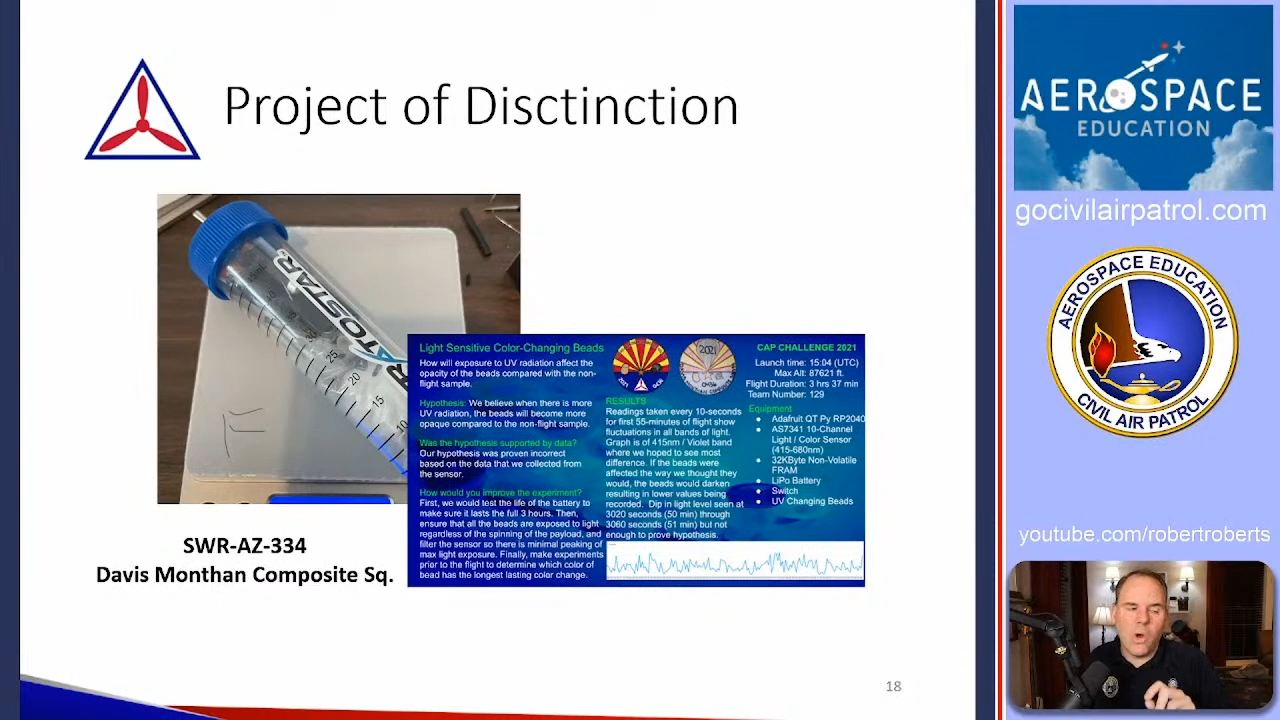 Project of Disctinction
ATOSTAR
30
25
20
15
10
F
Light Sensitive Color-Changing Beads
How will exposure to UV radiation affect the
opacity of the beads compared with the non-
flight sample.
Hypothesis: We believe when there is more
UV radiation, the beads will become more
opaque compared to the non-flight sample.
Was the hypothesis supported by data?
Our hypothesis was proven incorrect
based on the data that we collected from
the sensor.
How would you improve the experiment?
First, we would test the life of the battery to
make sure it lasts the full 3 hours. Then,
ensure that all the beads are exposed to light
regardless of the spinning of the payload, and
filter the sensor so there is minimal peaking of
max light exposure. Finally, make experiments
prior to the flight to determine which color of
bead has the longest lasting color change.
2021
RESULTS
Readings taken every 10-seconds
for first 55-minutes of flight show
fluctuations in all bands of light.
Graph is of 415nm / Violet band
where we hoped to see most
difference. If the beads were
affected the way we thought they
would, the beads would darken
resulting in lower values being
recorded. Dip in light level seen at
3020 seconds (50 min) through
3060 seconds (51 min) but not
enough to prove hypothesis.
CAP CHALLENGE 2021
Launch time: 15:04 (UTC)
Max Alt: 87621 ft.
Flight Duration: 3 hrs 37 min
Team Number: 129
Equipment
Adafruit QT Py RP2040
AS7341 10-Channel
Light / Color Sensor
(415-680nm)
32KByte Non-Volatile
FRAM
LiPo Battery
Switch
UV Changing Beads
SWR-AZ-334
Davis Monthan Composite Sq.
18
AEROSPACE
EDUCATION
gocivilairpatrol.com
AEROSPACE EDUCATION
CIVIL AIR PATROL
youtube.com/robertroberts